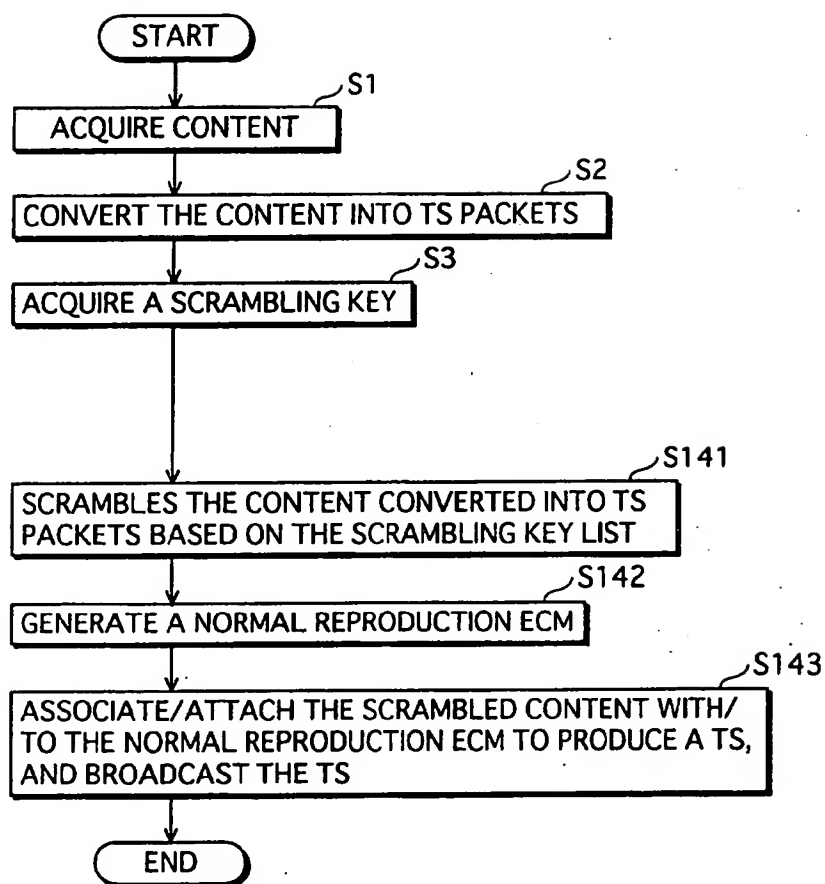 START
S1
ACQUIRE CONTENT
S2
CONVERT THE CONTENT INTO TS PACKETS
S3
ACQUIRE A SCRAMBLING KEY
S141
SCRAMBLES THE CONTENT CONVERTED INTO TS
PACKETS BASED ON THE SCRAMBLING KEY LIST
S142
GENERATE A NORMAL REPRODUCTION ECM
S143
ASSOCIATE/ATTACH THE SCRAMBLED CONTENT WITH/
TO THE NORMAL REPRODUCTION ECM TO PRODUCE A TS,
AND BROADCAST THE TS
END